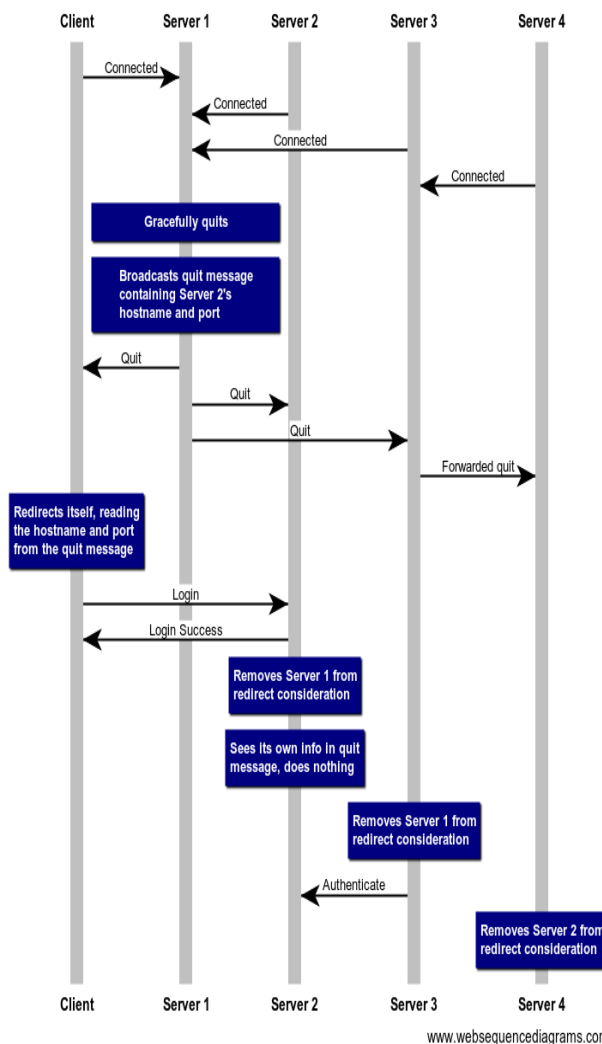 Client Server 1 Server 2 Server 3 Server 4
Connected
Connected
Connected
Connected
Gracefully quits
Broadcasts quit message
containing Server 2's
hostname and port
Quit
Quit
Quit
Forwarded quit
Redirects itself, reading
the hostname and port
from the quit message
Login
Login Success
Removes Server 1 from
redirect consideration
Sees its own info in quit
message, does nothing
Removes Server 1 from
redirect consideration
Authenticate
Removes Server 2 from
redirect consideration
Client Server 1 Server 2 Server 3 Server 4
www.websequencediagrams.com